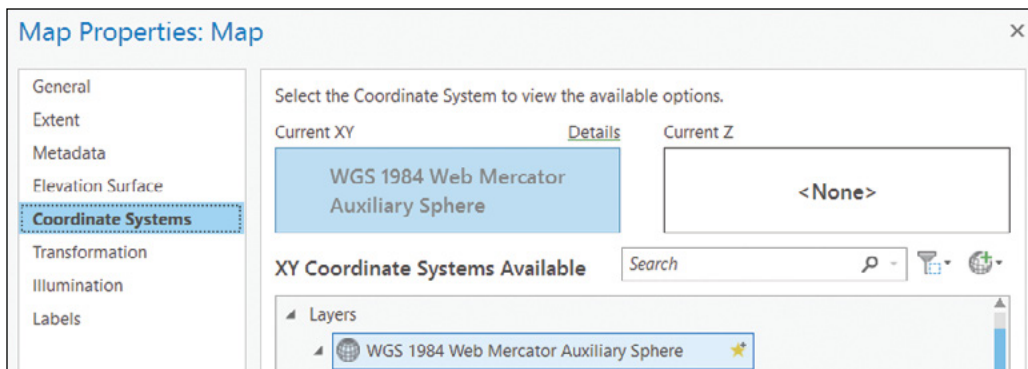 Map Properties: Map
General
Extent
Metadata
Elevation Surface
Coordinate Systems
Transformation
Illumination
Labels
Select the Coordinate System to view the available options.
Current XY Details Current Z
WGS 1984 Web Mercator
Auxiliary Sphere
<None>
XY Coordinate Systems Available Search
Layers
WGS 1984 Web Mercator Auxiliary Sphere